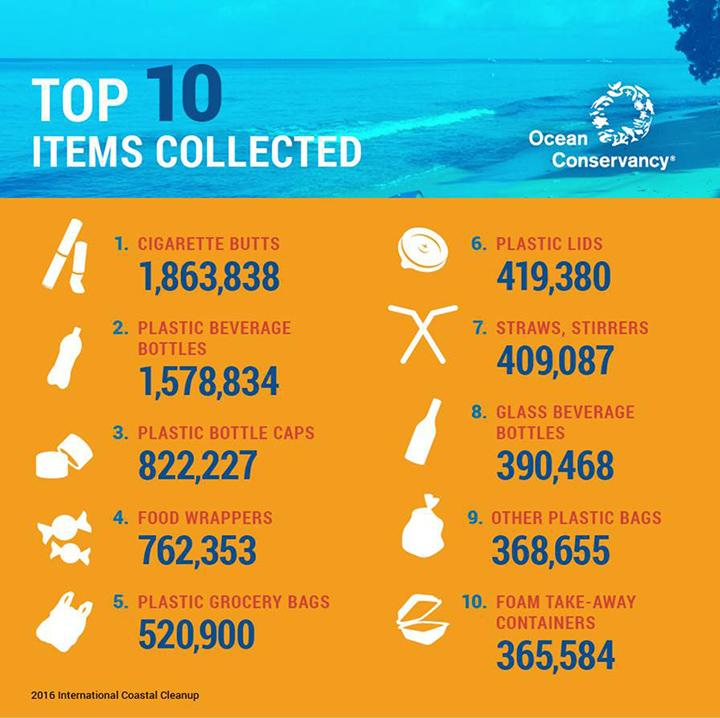 TOP 10
ITEMS COLLECTED
Ocean
Conservancy®
1. CIGARETTE BUTTS
1,863,838
2. PLASTIC BEVERAGE
BOTTLES
1,578,834
3. PLASTIC BOTTLE CAPS
822,227
4. FOOD WRAPPERS
762,353
5. PLASTIC GROCERY BAGS
520,900
6. PLASTIC LIDS
419,380
7. STRAWS, STIRRERS
409,087
8. GLASS BEVERAGE
BOTTLES
390,468
9. OTHER PLASTIC BAGS
368,655
10. FOAM TAKE-AWAY
CONTAINERS
365,584
2016 International Coastal Cleanup